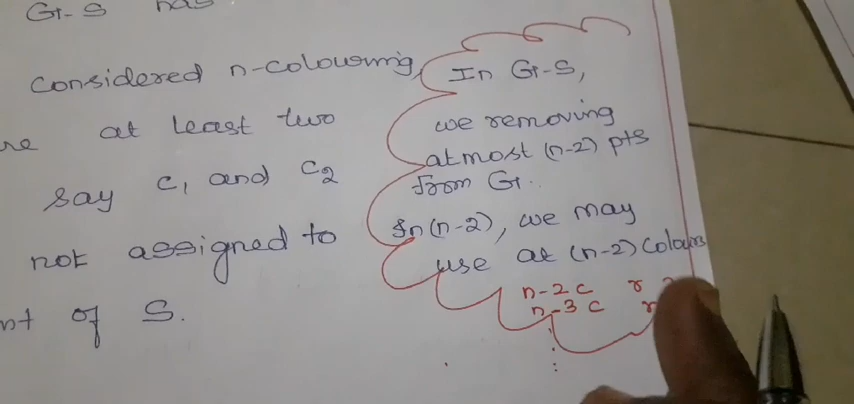 G-S has
Considered n-colouring,
at least two
say c₁ and c₂
not assigned to
of S.
In G-S,
we removing
atmost (n-2) pts
from G.
In (n-2), we may
use at (n-2) colours
n-2 c r
n-3 c